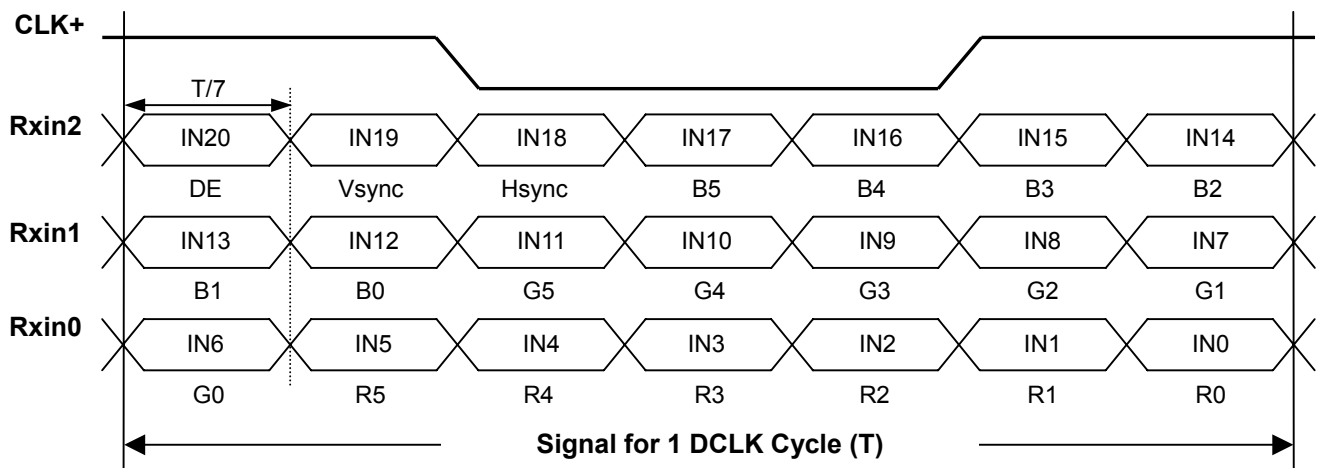 CLK+
T/7
Rxin2 IN20 IN19 IN18 IN17 IN16 IN15 IN14
DE Vsync Hsync B5 B4 B3 B2
Rxin1 IN13 IN12 IN11 IN10 IN9 IN8 IN7
B1 B0 G5 G4 G3 G2 G1
Rxin0 IN6 IN5 IN4 IN3 IN2 IN1 IN0
G0 R5 R4 R3 R2 R1 R0
Signal for 1 DCLK Cycle (T)